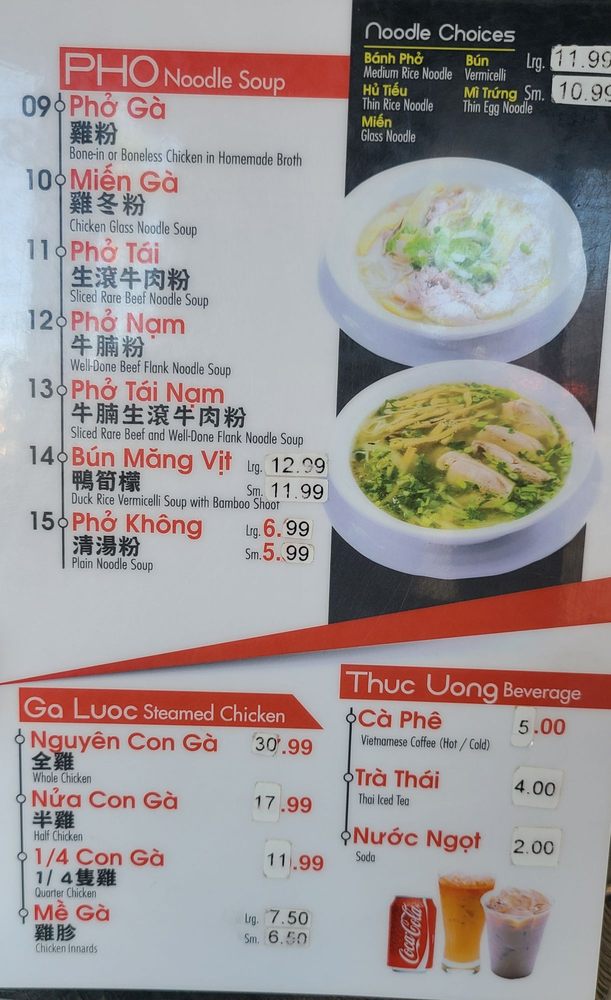 Noodle Choices
Bánh Phở
Medium Rice Noodle
Bún
Vermicelli
Lrg. 11.99
Hủ Tiếu
Thin Rice Noodle
Mì Trứng
Thin Egg Noodle
Sm. 10.99
Miến
Glass Noodle
PHO Noodle Soup
09 Phở Gà
雞粉
Bone-in or Boneless Chicken in Homemade Broth
10 Miến Gà
雞冬粉
Chicken Glass Noodle Soup
11 Phở Tái
生滾牛肉粉
Sliced Rare Beef Noodle Soup
12 Phở Nạm
牛腩粉
Well-Done Beef Flank Noodle Soup
13 Phở Tái Nạm
牛腩生滾牛肉粉
Sliced Rare Beef and Well-Done Flank Noodle Soup
14 Bún Măng Vịt Lrg. 12.99
鴨筍檬 Sm. 11.99
Duck Rice Vermicelli Soup with Bamboo Shoot
15 Phở Không Lrg. 6.99
清湯粉 Sm. 5.99
Plain Noodle Soup
Ga Luoc Steamed Chicken
Nguyên Con Gà 30.99
全雞
Whole Chicken
Nửa Con Gà 17.99
半雞
Half Chicken
1/4 Con Gà 11.99
1/4隻雞
Quarter Chicken
Mề Gà Lrg. 7.50
雞胗 Sm. 6.50
Chicken Innards
Thuc Uong Beverage
Cà Phê 5.00
Vietnamese Coffee (Hot / Cold)
Trà Thái 4.00
Thai Iced Tea
Nước Ngọt 2.00
Soda
Coca-Cola